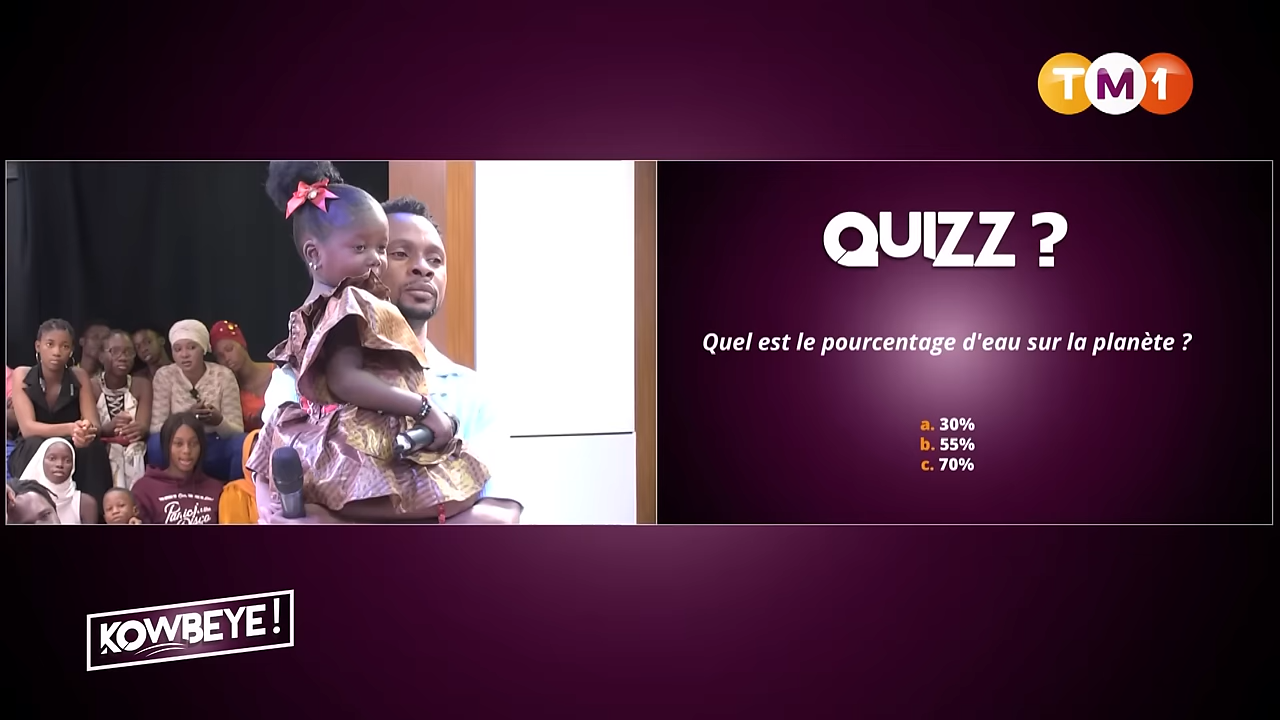 TM1
QUIZZ ?
Quel est le pourcentage d'eau sur la planète ?
a. 30%
b. 55%
c. 70%
KOWBEYE !